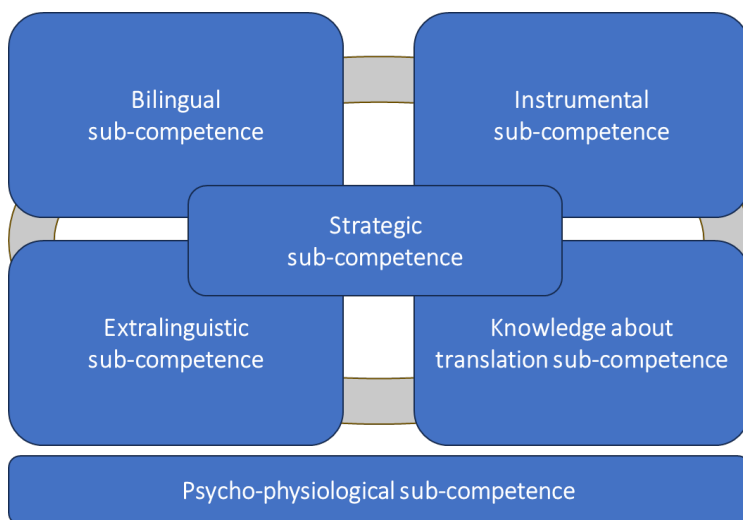 Bilingual
sub-competence
Instrumental
sub-competence
Strategic
sub-competence
Extralinguistic
sub-competence
Knowledge about
translation sub-competence
Psycho-physiological sub-competence